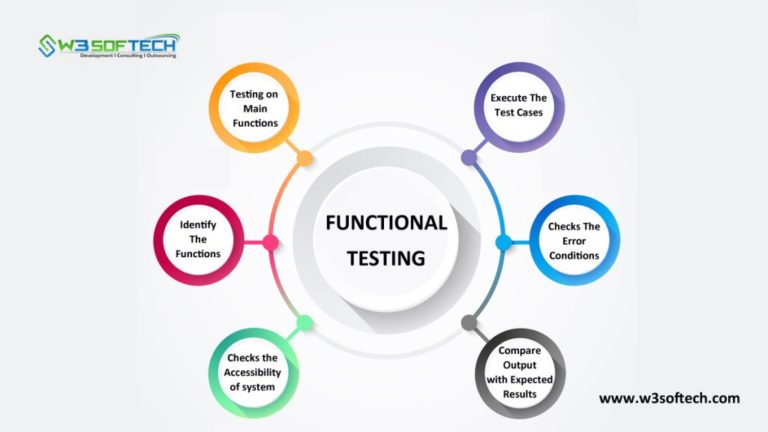 W3SOFTECH
Development I Consulting I Outsourcing
Testing on
Main
Functions
Execute The
Test Cases
Identify
The
Functions
FUNCTIONAL
TESTING
Checks The
Error
Conditions
Checks the
Accessibility
of system
Compare
Output
with Expected
Results
www.w3softech.com